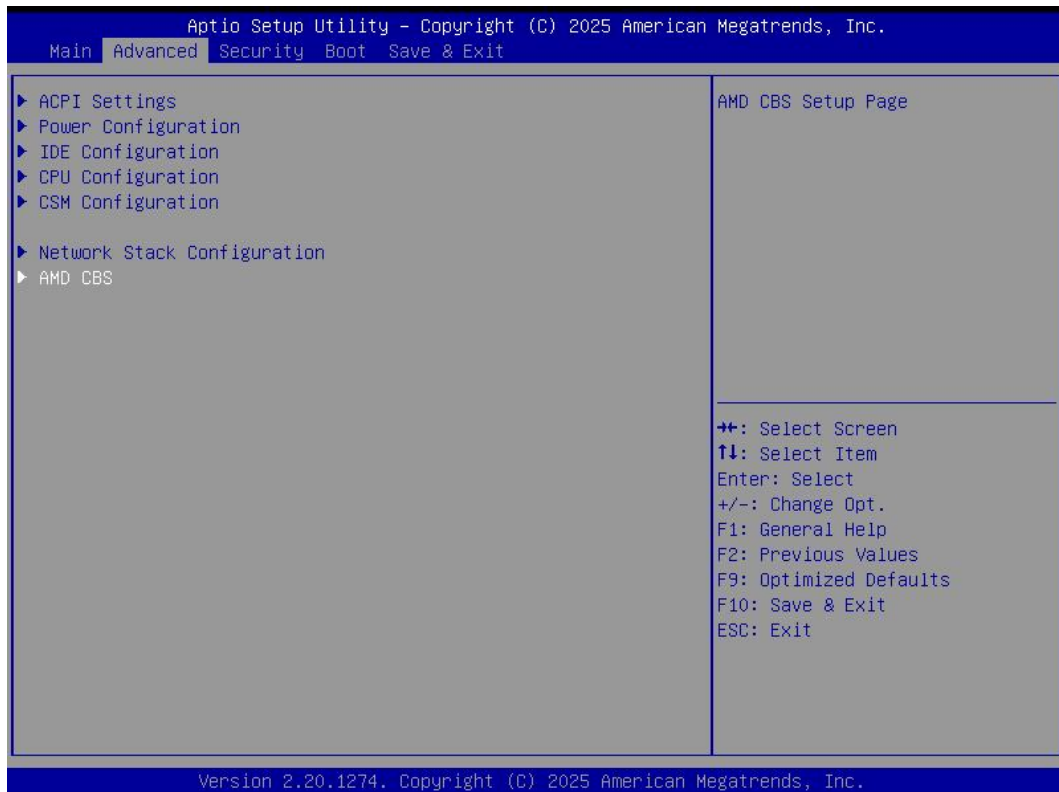 Aptio Setup Utility – Copyright (C) 2025 American Megatrends, Inc.
Main Advanced Security Boot Save & Exit
► ACPI Settings
► Power Configuration
► IDE Configuration
► CPU Configuration
► CSM Configuration
► Network Stack Configuration
► AMD CBS
AMD CBS Setup Page
→←: Select Screen
↑↓: Select Item
Enter: Select
+/-: Change Opt.
F1: General Help
F2: Previous Values
F9: Optimized Defaults
F10: Save & Exit
ESC: Exit
Version 2.20.1274. Copyright (C) 2025 American Megatrends, Inc.